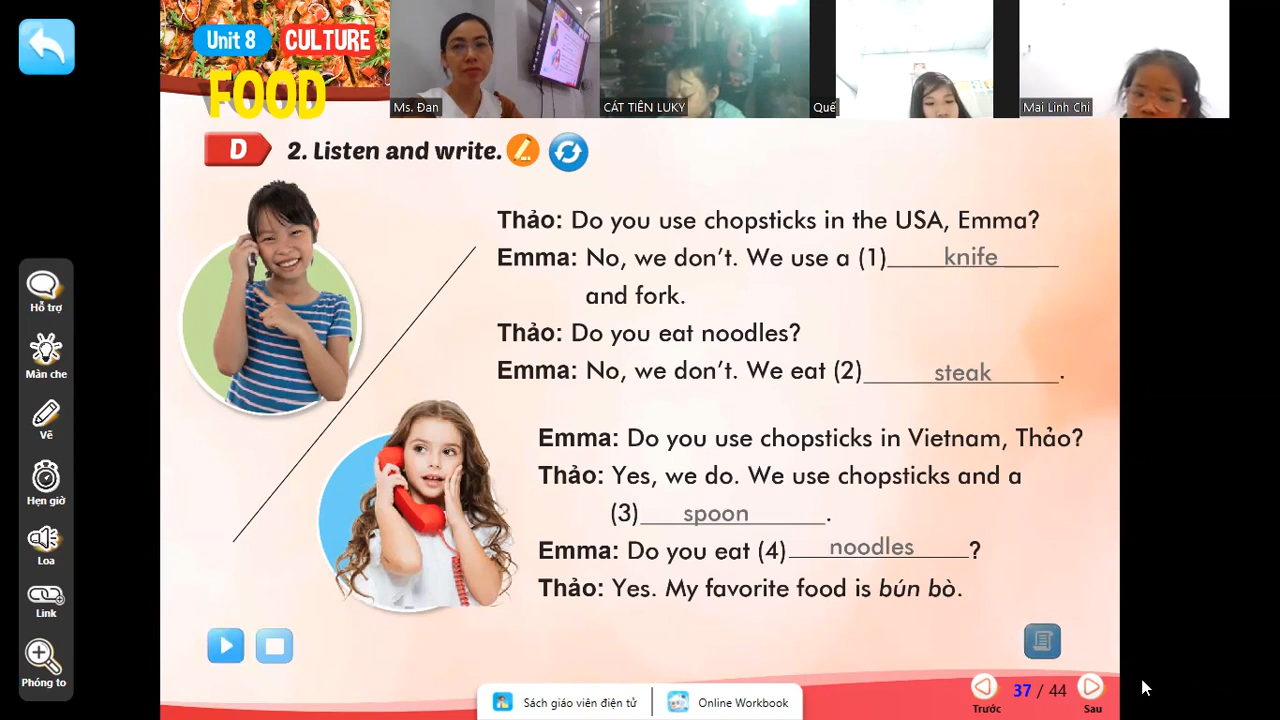 Unit 8 CULTURE
FOOD
Ms. Đan
CÁT TIÊN LUKY
Quế
Mai Linh Chi
D 2. Listen and write.
Thảo: Do you use chopsticks in the USA, Emma?
Emma: No, we don't. We use a (1) knife
and fork.
Thảo: Do you eat noodles?
Emma: No, we don't. We eat (2) steak.
Emma: Do you use chopsticks in Vietnam, Thảo?
Thảo: Yes, we do. We use chopsticks and a
(3) spoon.
Emma: Do you eat (4) noodles?
Thảo: Yes. My favorite food is bún bò.
Hỗ trợ
Màn che
Vẽ
Hẹn giờ
Loa
Link
Phóng to
Sách giáo viên điện tử
Online Workbook
Trước
37 / 44
Sau